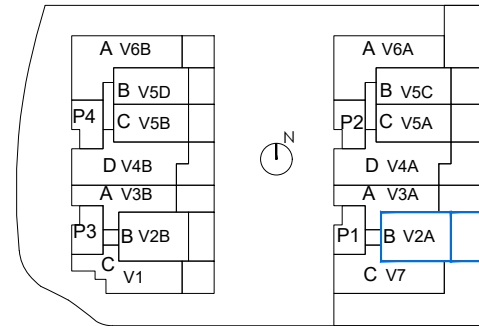 A V6B
A V6A
B V5D
B V5C
P4
C V5B
P2
C V5A
N
D V4B
D V4A
A V3B
A V3A
P3
B V2B
P1
B V2A
C V1
C V7